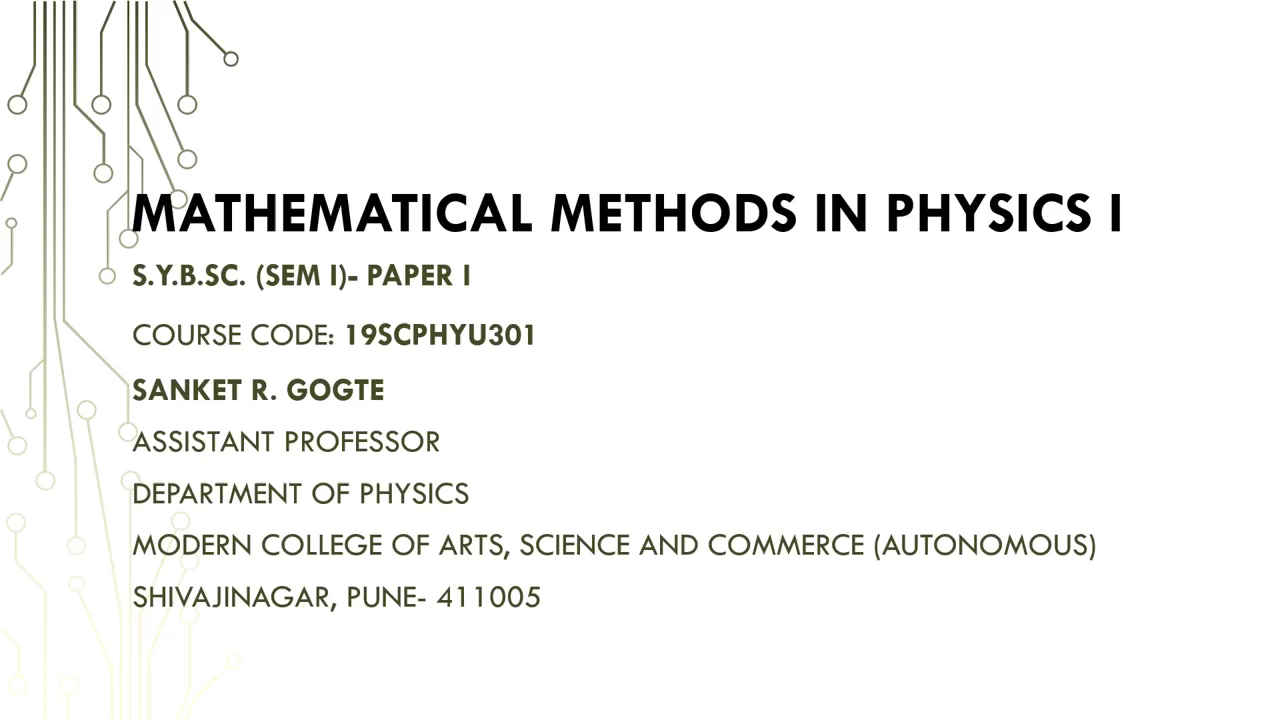 MATHEMATICAL METHODS IN PHYSICS I
S.Y.B.SC. (SEM I)- PAPER I
COURSE CODE: 19SCPHYU301
SANKET R. GOGTE
ASSISTANT PROFESSOR
DEPARTMENT OF PHYSICS
MODERN COLLEGE OF ARTS, SCIENCE AND COMMERCE (AUTONOMOUS)
SHIVAJINAGAR, PUNE- 411005